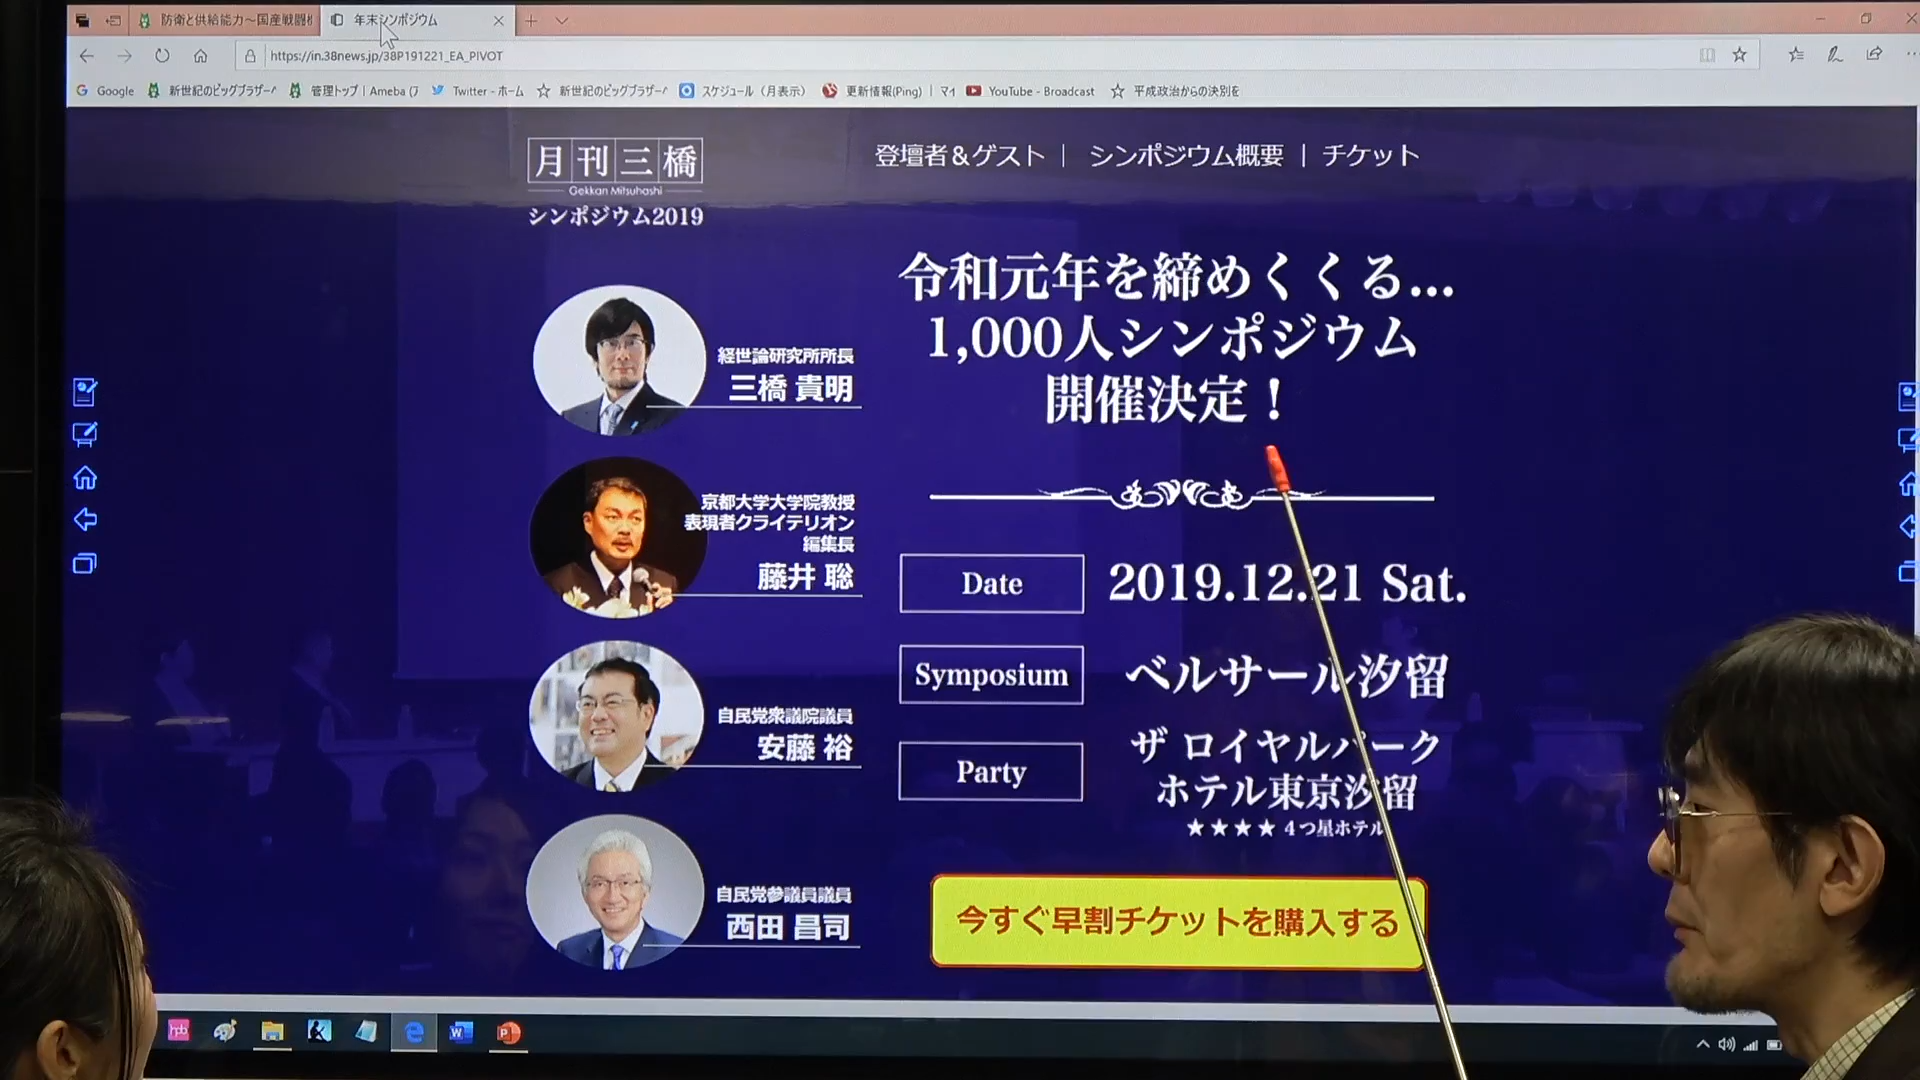 防衛と供給能力～国産戦闘機
年末シンポジウム
https://in.38news.jp/38P191221_EA_PIVOT
Google
新世紀のビッグブラザーへ
管理トップ | Ameba (ア
Twitter - ホーム
新世紀のビッグブラザーへ
スケジュール（月表示）
更新情報(Ping) | マイ
YouTube - Broadcast
平成政治からの決別を
月刊三橋
Gekkan Mitsuhashi
シンポジウム2019
登壇者＆ゲスト | シンポジウム概要 | チケット
令和元年を締めくくる...
1,000人シンポジウム
開催決定！
経世論研究所所長
三橋 貴明
京都大学大学院教授
表現者クライテリオン
編集長
藤井 聡
自民党衆議院議員
安藤 裕
自民党参議員議員
西田 昌司
Date
2019.12.21 Sat.
Symposium
ベルサール汐留
Party
ザ ロイヤルパーク
ホテル東京汐留
★★★★４つ星ホテル
今すぐ早割チケットを購入する
hpb